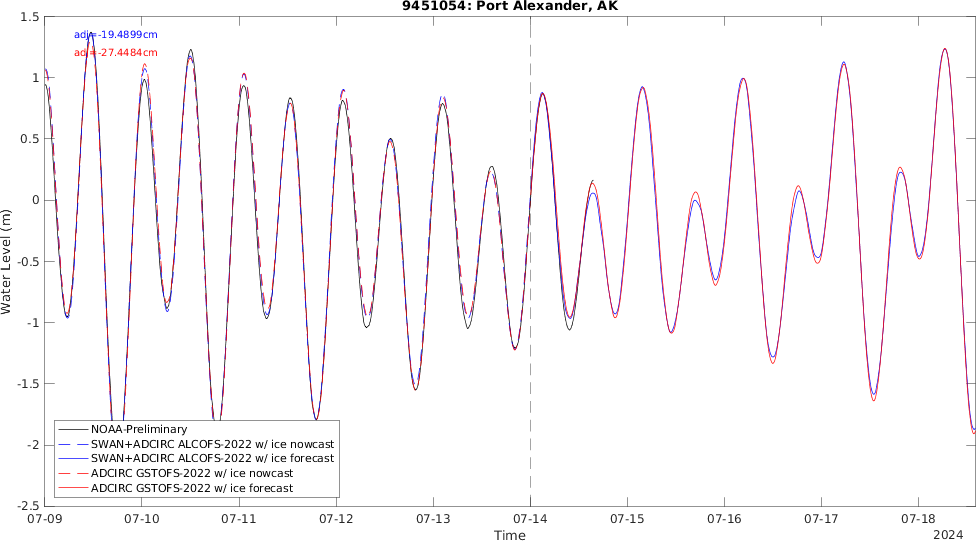 9451054: Port Alexander, AK
adj=-19.4899cm
adj=-27.4484cm
1.5
1
0.5
0
-0.5
-1
-1.5
-2
-2.5
Water Level (m)
NOAA-Preliminary
SWAN+ADCIRC ALCOFS-2022 w/ ice nowcast
SWAN+ADCIRC ALCOFS-2022 w/ ice forecast
ADCIRC GSTOFS-2022 w/ ice nowcast
ADCIRC GSTOFS-2022 w/ ice forecast
07-09 07-10 07-11 07-12 07-13 07-14 07-15 07-16 07-17 07-18
Time
2024